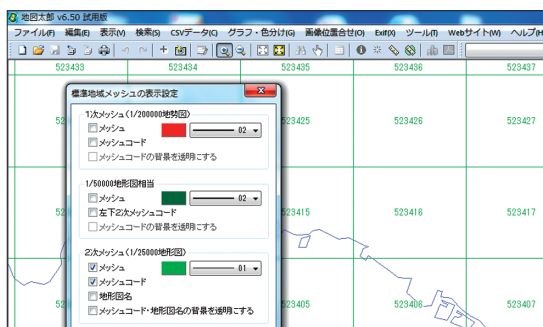 地図太郎 v6.50 試用版
ファイル(F) 編集(E) 表示(V) 検索(S) CSVデータ(C) グラフ・色分け(G) 画像位置合せ(O) Exif(X) ツール(T) Webサイト(W) ヘルプ(H
523433 523434 523435 523436 523437
標準地域メッシュの表示設定
1次メッシュ(1/200000地勢図)
メッシュ 02
メッシュコード
メッシュコードの背景を透明にする
523425 523426 523427
1/50000地形図相当
メッシュ 02
左下2次メッシュコード
メッシュコードの背景を透明にする
523415 523416 523417
2次メッシュ(1/25000地形図)
メッシュ 01
メッシュコード
地形図名
メッシュコード・地形図名の背景を透明にする
523405 523406 523407